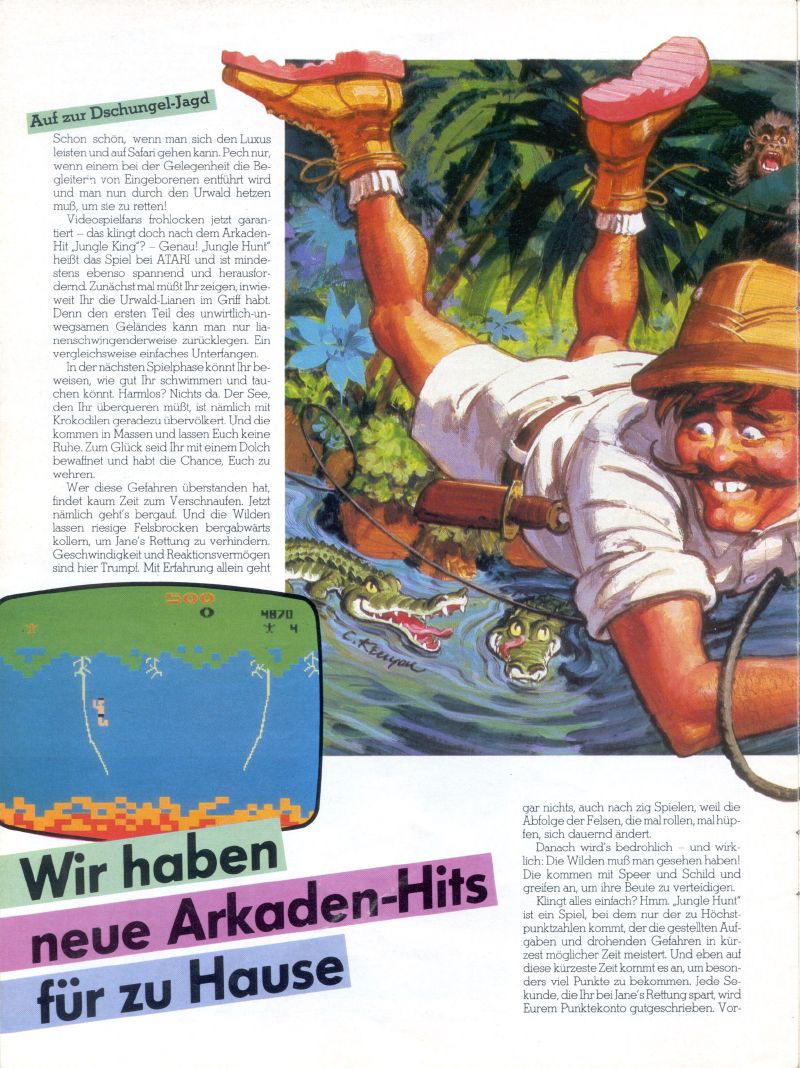 Auf zur Dschungel-Jagd
Schon schön, wenn man sich den Luxus
leisten und auf Safari gehen kann. Pech nur,
wenn einem bei der Gelegenheit die Be-
gleiterin von Eingeborenen entführt wird
und man nun durch den Urwald hetzen
muß, um sie zu retten!
Videospielfans frohlocken jetzt garan-
tiert – das klingt doch nach dem Arkaden-
Hit „Jungle King“? – Genau! „Jungle Hunt“
heißt das Spiel bei ATARI und ist minde-
stens ebenso spannend und herausfor-
dernd. Zunächst mal müßt Ihr zeigen, inwie-
weit Ihr die Urwald-Lianen im Griff habt.
Denn den ersten Teil des unwirtlich-un-
wegsamen Geländes kann man nur lia-
nenschwingenderweise zurücklegen. Ein
vergleichsweise einfaches Unterfangen.
In der nächsten Spielphase könnt Ihr be-
weisen, wie gut Ihr schwimmen und tau-
chen könnt. Harmlos? Nichts da. Der See,
den Ihr überqueren müßt, ist nämlich mit
Krokodilen geradezu übervölkert. Und die
kommen in Massen und lassen Euch keine
Ruhe. Zum Glück seid Ihr mit einem Dolch
bewaffnet und habt die Chance, Euch zu
wehren.
Wer diese Gefahren überstanden hat,
findet kaum Zeit zum Verschnaufen. Jetzt
nämlich geht's bergauf. Und die Wilden
lassen riesige Felsbrocken bergabwärts
kollern, um Jane's Rettung zu verhindern.
Geschwindigkeit und Reaktionsvermögen
sind hier Trumpf. Mit Erfahrung allein geht
C. Kenyon
500
0
4870
4
Wir haben
neue Arkaden-Hits
für zu Hause
gar nichts, auch nach zig Spielen, weil die
Abfolge der Felsen, die mal rollen, mal hüp-
fen, sich dauernd ändert.
Danach wird's bedrohlich – und wirk-
lich: Die Wilden muß man gesehen haben!
Die kommen mit Speer und Schild und
greifen an, um ihre Beute zu verteidigen.
Klingt alles einfach? Hmm. „Jungle Hunt“
ist ein Spiel, bei dem nur der zu Höchst-
punktzahlen kommt, der die gestellten Auf-
gaben und drohenden Gefahren in kür-
zest möglicher Zeit meistert. Und eben auf
diese kürzeste Zeit kommt es an, um beson-
ders viel Punkte zu bekommen. Jede Se-
kunde, die Ihr bei Jane's Rettung spart, wird
Eurem Punktekonto gutgeschrieben. Vor-